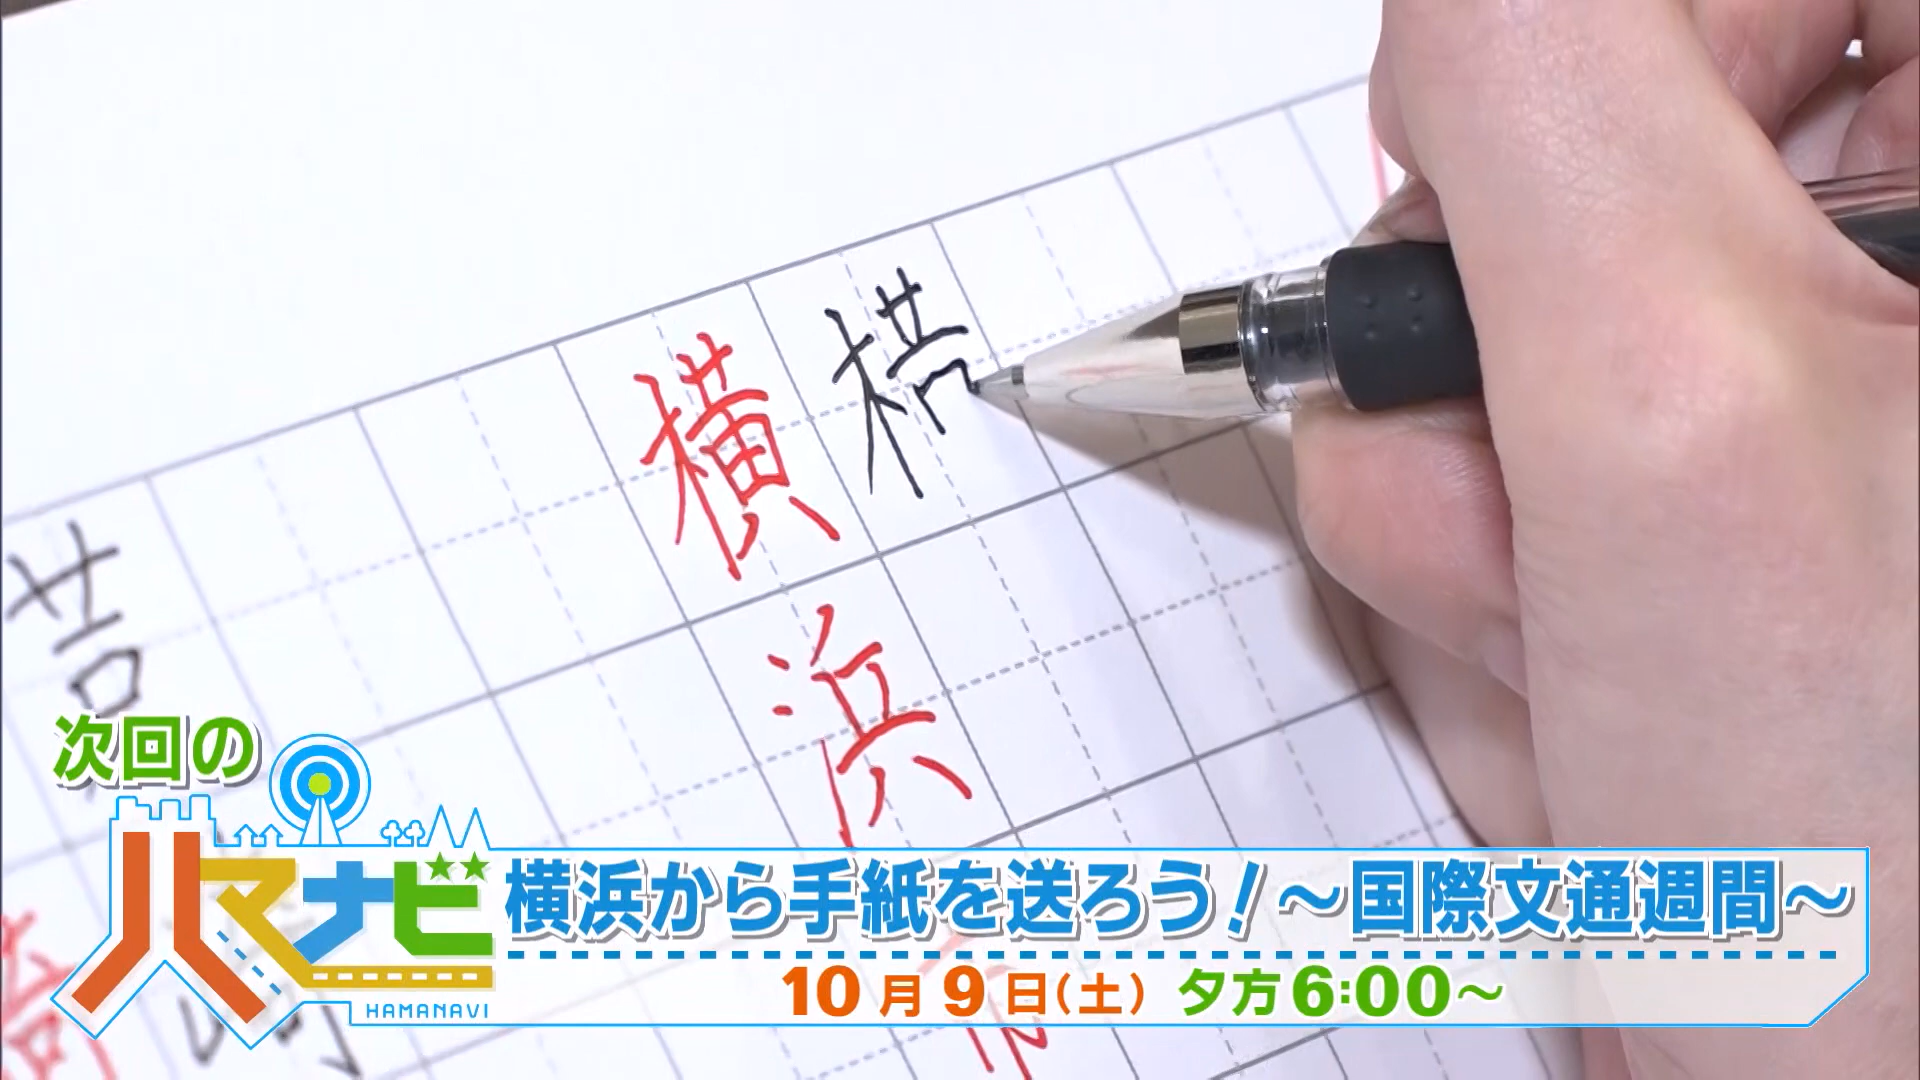 横
浜
苦
次回の
ハマナビ
HAMANAVI
横浜から手紙を送ろう!～国際文通週間～
10月9日(土) 夕方6:00～